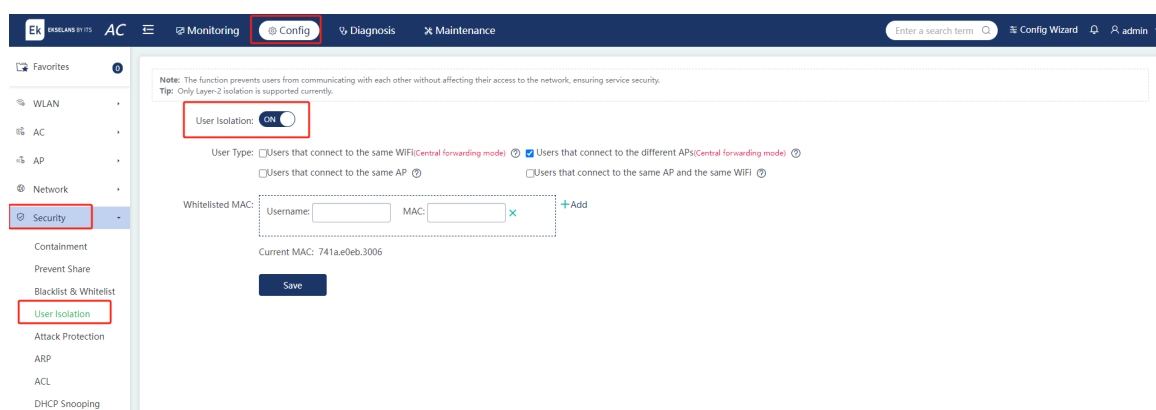 Ek EKSELANS BY ITS AC Monitoring Config Diagnosis Maintenance Enter a search term Config Wizard admin
Favorites 0
Note: The function prevents users from communicating with each other without affecting their access to the network, ensuring service security.
Tip: Only Layer-2 isolation is supported currently.
WLAN
User Isolation: ON
AC
User Type: Users that connect to the same WiFi(Central forwarding mode) ? Users that connect to the different APs(Central forwarding mode) ?
AP
Users that connect to the same AP ? Users that connect to the same AP and the same WiFi ?
Network
Whitelisted MAC: Username: MAC: × +Add
Security
Containment
Current MAC: 741a.e0eb.3006
Prevent Share
Save
Blacklist & Whitelist
User Isolation
Attack Protection
ARP
ACL
DHCP Snooping